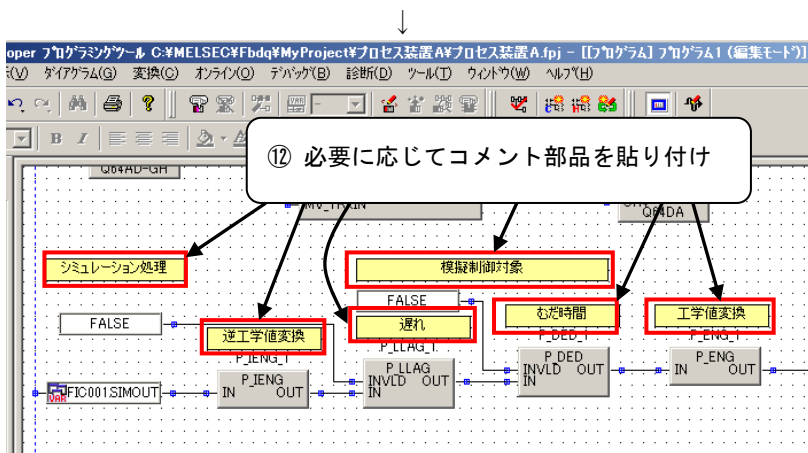 ↓
oper プログラミングツール C:¥MELSEC¥Fbdq¥MyProject¥プロセス装置A¥プロセス装置A.fpj - [[プログラム] プログラム1 (編集モード)]
(V) ダイアグラム(G) 変換(C) オンライン(O) デバッグ(B) 診断(D) ツール(T) ウィンドウ(W) ヘルプ(H)
B I
⑫ 必要に応じてコメント部品を貼り付け
Q64AD-GH
Q64DA
シミュレーション処理
模擬制御対象
FALSE
FALSE
逆工学値変換
遅れ
むだ時間
工学値変換
P_IENG_1
P_LLAG_1
P_DED_1
P_ENG_1
P_IENG
IN OUT
P_LLAG
INVLD OUT
IN
P_DED
INVLD OUT
IN
P_ENG
IN OUT
VAR
FIC001.SIMOUT